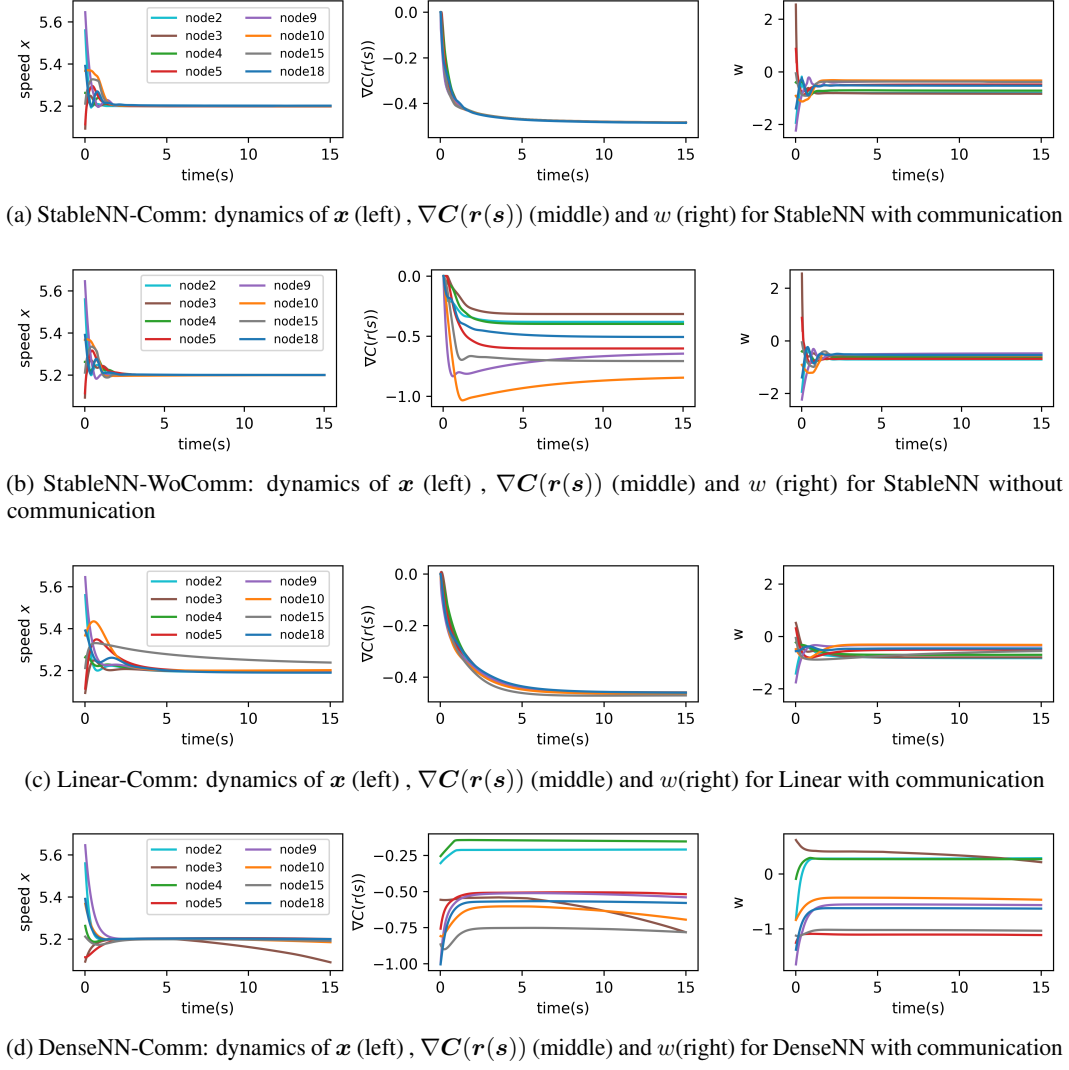 speed x
5.6
5.4
5.2
0
5
10
15
time(s)
node2
node3
node4
node5
node9
node10
node15
node18
∇C(r(s))
0.0
−0.2
−0.4
0
5
10
15
time(s)
w
2
0
−2
0
5
10
15
time(s)
(a) StableNN-Comm: dynamics of x (left) , ∇C(r(s)) (middle) and w (right) for StableNN with communication
speed x
5.6
5.4
5.2
0
5
10
15
time(s)
node2
node3
node4
node5
node9
node10
node15
node18
∇C(r(s))
0.0
−0.5
−1.0
0
5
10
15
time(s)
w
2
0
−2
0
5
10
15
time(s)
(b) StableNN-WoComm: dynamics of x (left) , ∇C(r(s)) (middle) and w (right) for StableNN without
communication
speed x
5.6
5.4
5.2
0
5
10
15
time(s)
node2
node3
node4
node5
node9
node10
node15
node18
∇C(r(s))
0.0
−0.2
−0.4
0
5
10
15
time(s)
w
2
0
−2
0
5
10
15
time(s)
(c) Linear-Comm: dynamics of x (left) , ∇C(r(s)) (middle) and w(right) for Linear with communication
speed x
5.6
5.4
5.2
0
5
10
15
time(s)
node2
node3
node4
node5
node9
node10
node15
node18
∇C(r(s))
−0.25
−0.50
−0.75
−1.00
0
5
10
15
time(s)
w
0
−1
0
5
10
15
time(s)
(d) DenseNN-Comm: dynamics of x (left) , ∇C(r(s)) (middle) and w(right) for DenseNN with communication